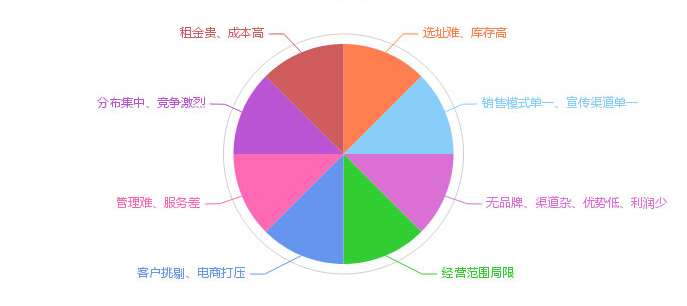 租金贵、成本高
选址难、库存高
分布集中、竞争激烈
销售模式单一、宣传渠道单一
管理难、服务差
无品牌、渠道杂、优势低、利润少
客户挑剔、电商打压
经营范围局限